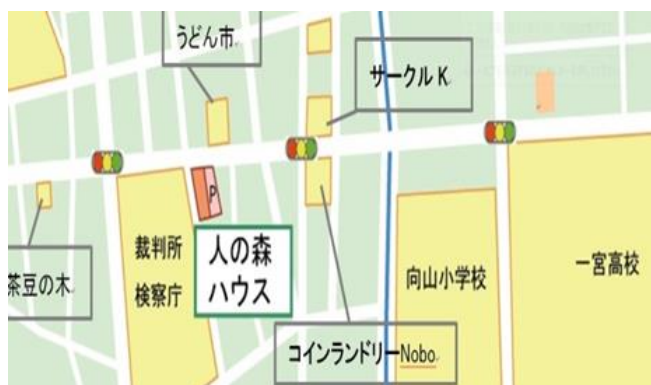 うどん市
サークル K
P
裁判所
検察庁
人の森
ハウス
茶豆の木
向山小学校
一宮高校
コインランドリーNobo